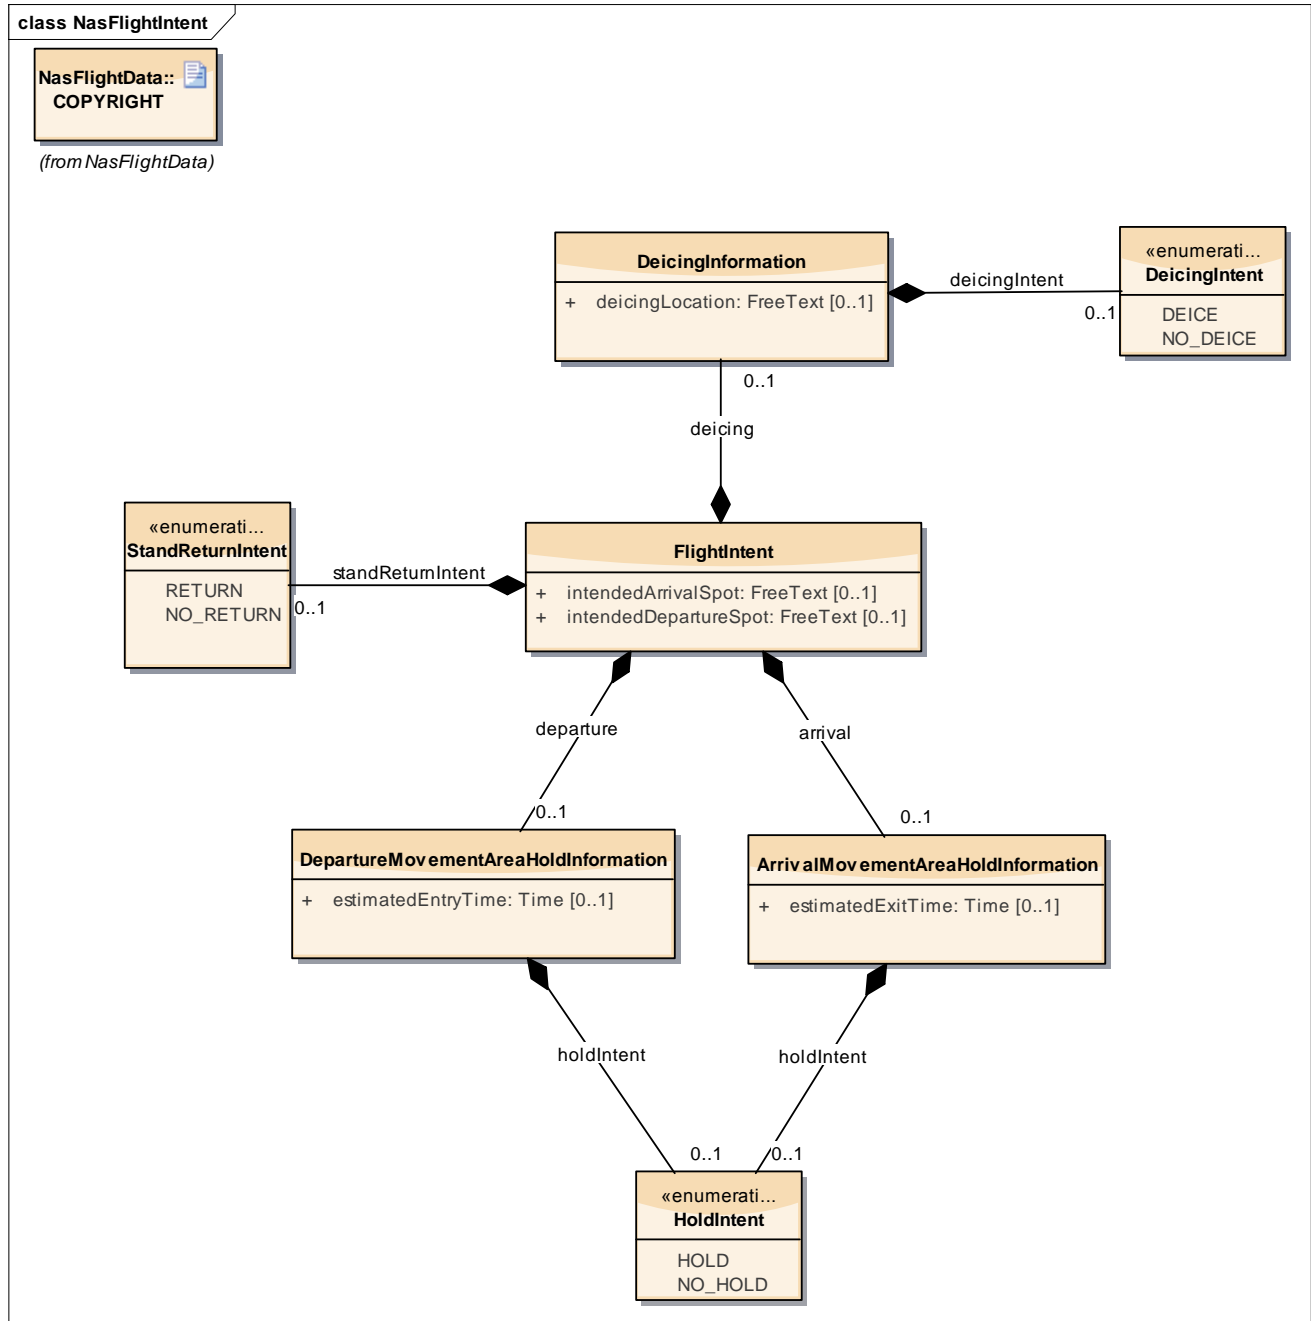 class NasFlightIntent
NasFlightData::
COPYRIGHT
(from NasFlightData)
DeicingInformation
+ deicingLocation: FreeText [0..1]
deicingIntent
0..1
«enumerati...
DeicingIntent
DEICE
NO_DEICE
0..1
deicing
«enumerati...
StandReturnIntent
RETURN
NO_RETURN
standReturnIntent
0..1
FlightIntent
+ intendedArrivalSpot: FreeText [0..1]
+ intendedDepartureSpot: FreeText [0..1]
departure
arrival
0..1
0..1
DepartureMovementAreaHoldInformation
+ estimatedEntryTime: Time [0..1]
ArrivalMovementAreaHoldInformation
+ estimatedExitTime: Time [0..1]
holdIntent
holdIntent
0..1
0..1
«enumerati...
HoldIntent
HOLD
NO_HOLD